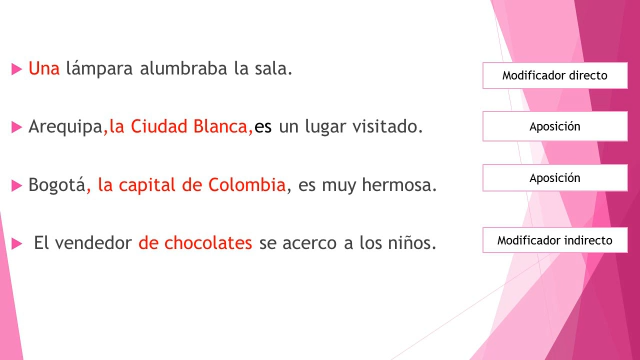 Una lámpara alumbraba la sala.
Modificador directo
Arequipa,la Ciudad Blanca,es un lugar visitado.
Aposición
Bogotá, la capital de Colombia, es muy hermosa.
Aposición
El vendedor de chocolates se acerco a los niños.
Modificador indirecto